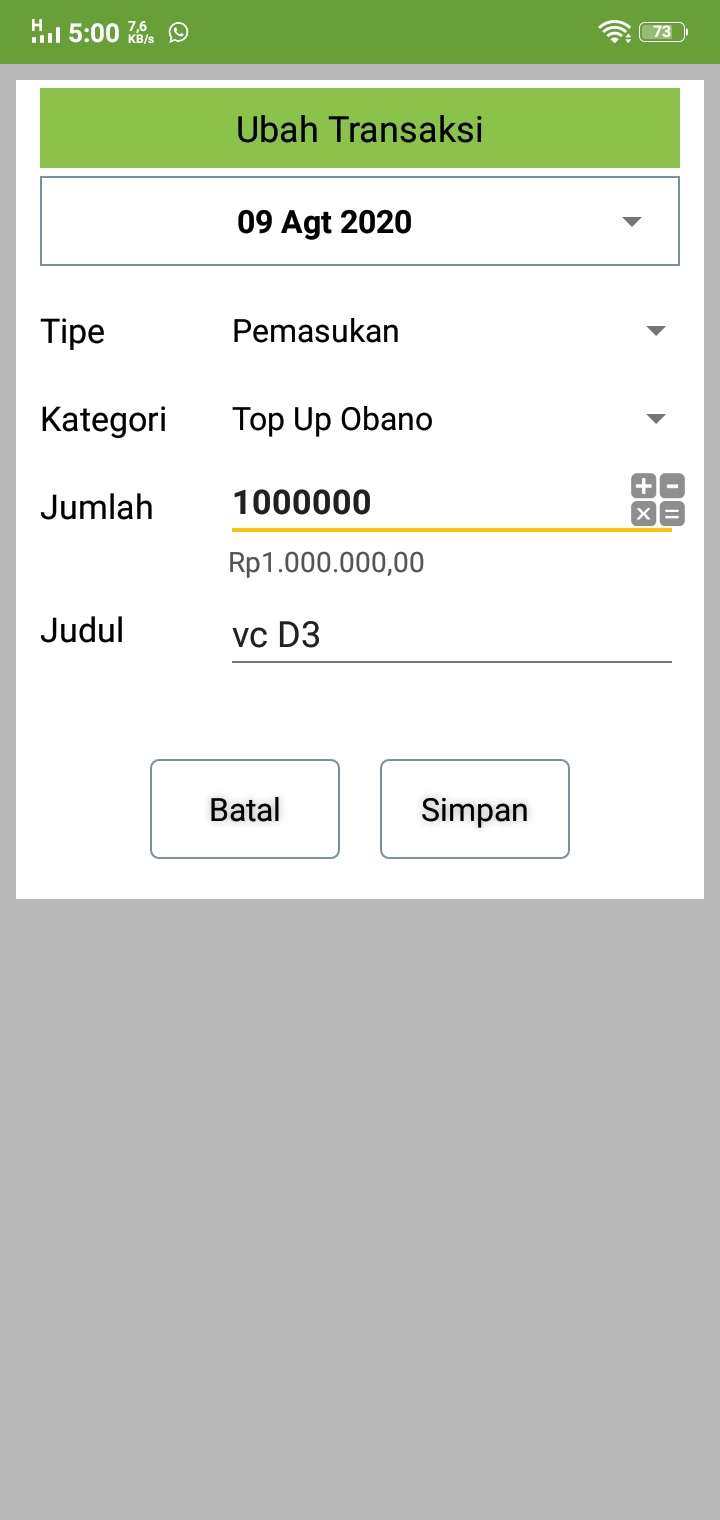 H 5:00 7,6 KB/s 73
Ubah Transaksi
09 Agt 2020
Tipe Pemasukan
Kategori Top Up Obano
Jumlah 1000000
Rp1.000.000,00
Judul vc D3
Batal Simpan